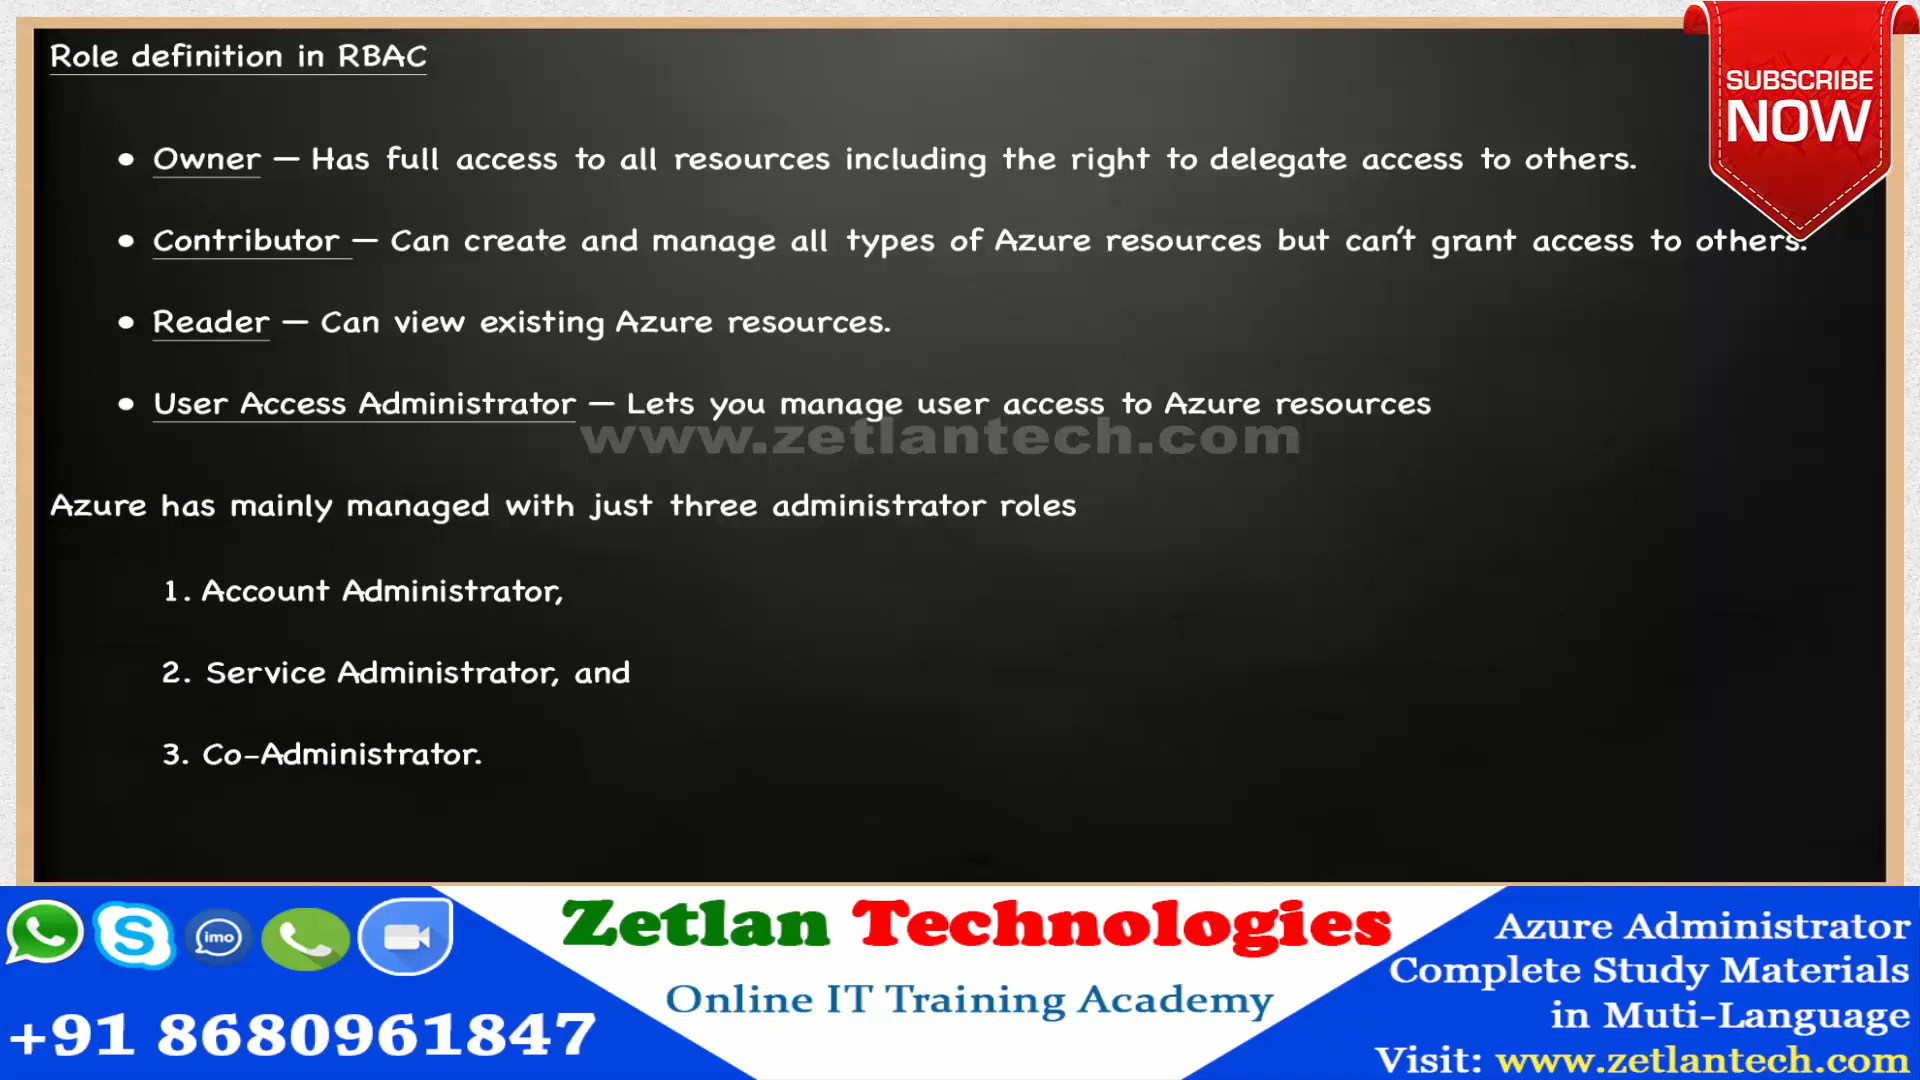 Role definition in RBAC
SUBSCRIBE
NOW
• Owner – Has full access to all resources including the right to delegate access to others.
• Contributor – Can create and manage all types of Azure resources but can't grant access to others.
• Reader – Can view existing Azure resources.
• User Access Administrator – Lets you manage user access to Azure resources
www.zetlantech.com
Azure has mainly managed with just three administrator roles
1. Account Administrator,
2. Service Administrator, and
3. Co-Administrator.
imo
+91 8680961847
Zetlan Technologies
Online IT Training Academy
Azure Administrator
Complete Study Materials
in Muti-Language
Visit: www.zetlantech.com